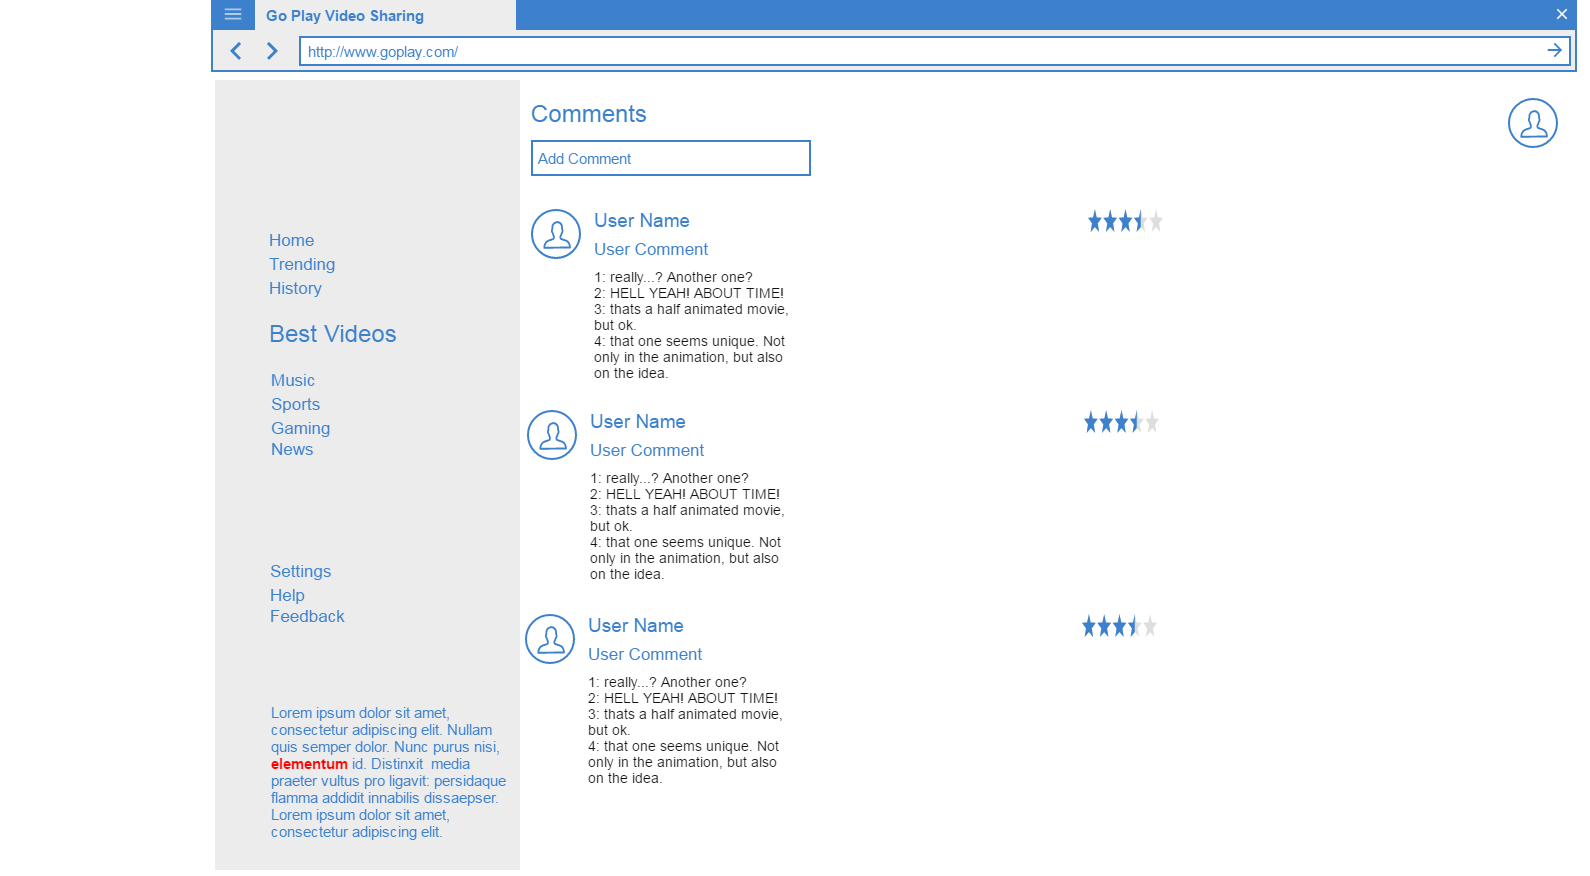 Go Play Video Sharing
http://www.goplay.com/
Home
Trending
History
Best Videos
Music
Sports
Gaming
News
Settings
Help
Feedback
Lorem ipsum dolor sit amet,
consectetur adipiscing elit. Nullam
quis semper dolor. Nunc purus nisi,
elementum id. Distinxit  media
praeter vultus pro ligavit: persidaque
flamma addidit innabilis dissaepser.
Lorem ipsum dolor sit amet,
consectetur adipiscing elit.
Comments
Add Comment
User Name
User Comment
1: really...? Another one?
2: HELL YEAH! ABOUT TIME!
3: thats a half animated movie,
but ok.
4: that one seems unique. Not
only in the animation, but also
on the idea.
User Name
User Comment
1: really...? Another one?
2: HELL YEAH! ABOUT TIME!
3: thats a half animated movie,
but ok.
4: that one seems unique. Not
only in the animation, but also
on the idea.
User Name
User Comment
1: really...? Another one?
2: HELL YEAH! ABOUT TIME!
3: thats a half animated movie,
but ok.
4: that one seems unique. Not
only in the animation, but also
on the idea.